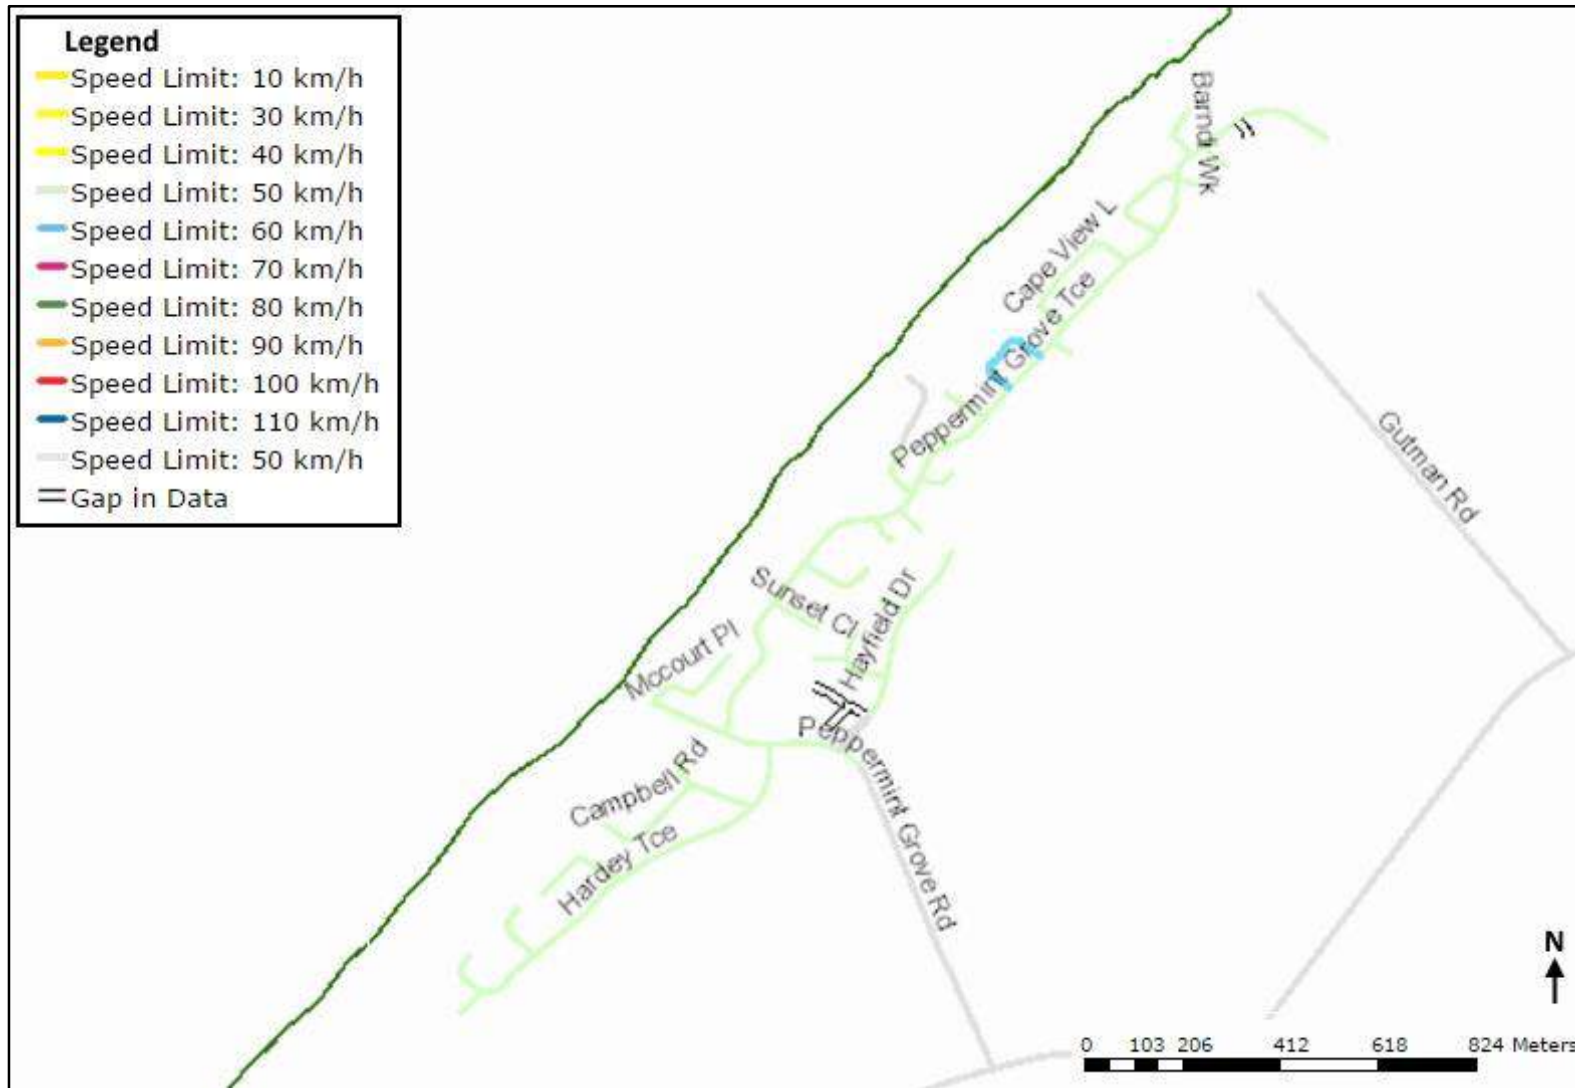 Legend
Speed Limit: 10 km/h
Speed Limit: 30 km/h
Speed Limit: 40 km/h
Speed Limit: 50 km/h
Speed Limit: 60 km/h
Speed Limit: 70 km/h
Speed Limit: 80 km/h
Speed Limit: 90 km/h
Speed Limit: 100 km/h
Speed Limit: 110 km/h
Speed Limit: 50 km/h
Gap in Data
Barndi Wk
Cape View L
Peppermint Grove Tce
Gutman Rd
Sunset Cl
Hayfield Dr
Mccourt Pl
Peppermint Grove Rd
Campbell Rd
Hardey Tce
N
0 103 206 412 618 824 Meters